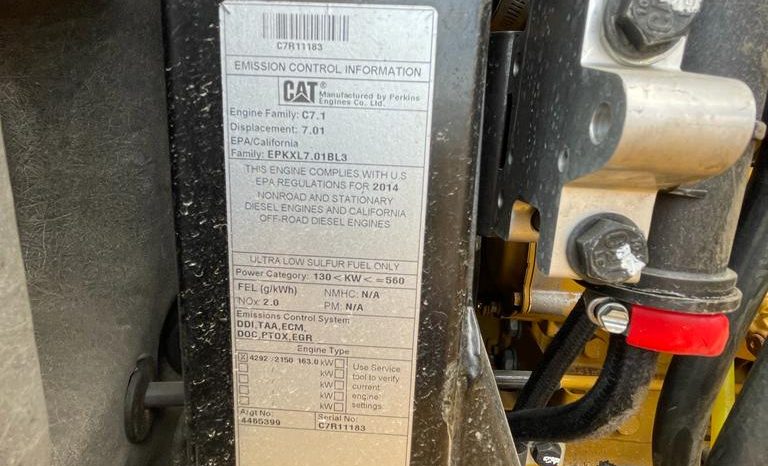 C7R11183
EMISSION CONTROL INFORMATION
CAT® Manufactured by Perkins
Engines Co. Ltd.
Engine Family: C7.1
Displacement: 7.01
EPA/California
Family: EPKXL7.01BL3
THIS ENGINE COMPLIES WITH U.S
EPA REGULATIONS FOR 2014
NONROAD AND STATIONARY
DIESEL ENGINES AND CALIFORNIA
OFF-ROAD DIESEL ENGINES
ULTRA LOW SULFUR FUEL ONLY
Power Category: 130<KW<=560
FEL (g/kWh) NMHC: N/A
NOx: 2.0 PM: N/A
Emissions Control System:
DDI,TAA,ECM,
DOC,PTOX,EGR
Engine Type
X 4292 /2150 163.0 kW
kW
kW
kW
kW
Use Service
tool to verify
current
engine
settings.
Argt No: Serial No:
4485399 C7R11183